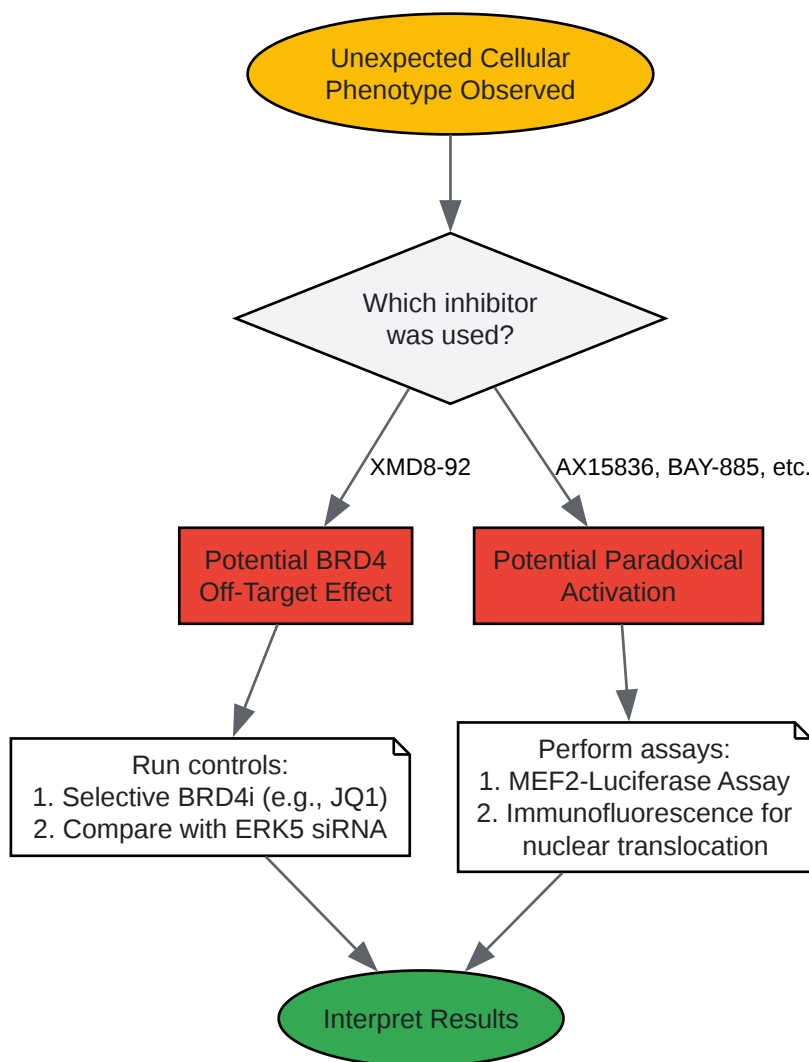 Unexpected Cellular
Phenotype Observed
Which inhibitor
was used?
XMD8-92
AX15836, BAY-885, etc.
Potential BRD4
Off-Target Effect
Potential Paradoxical
Activation
Run controls:
1. Selective BRD4i (e.g., JQ1)
2. Compare with ERK5 siRNA
Perform assays:
1. MEF2-Luciferase Assay
2. Immunofluorescence for
nuclear translocation
Interpret Results